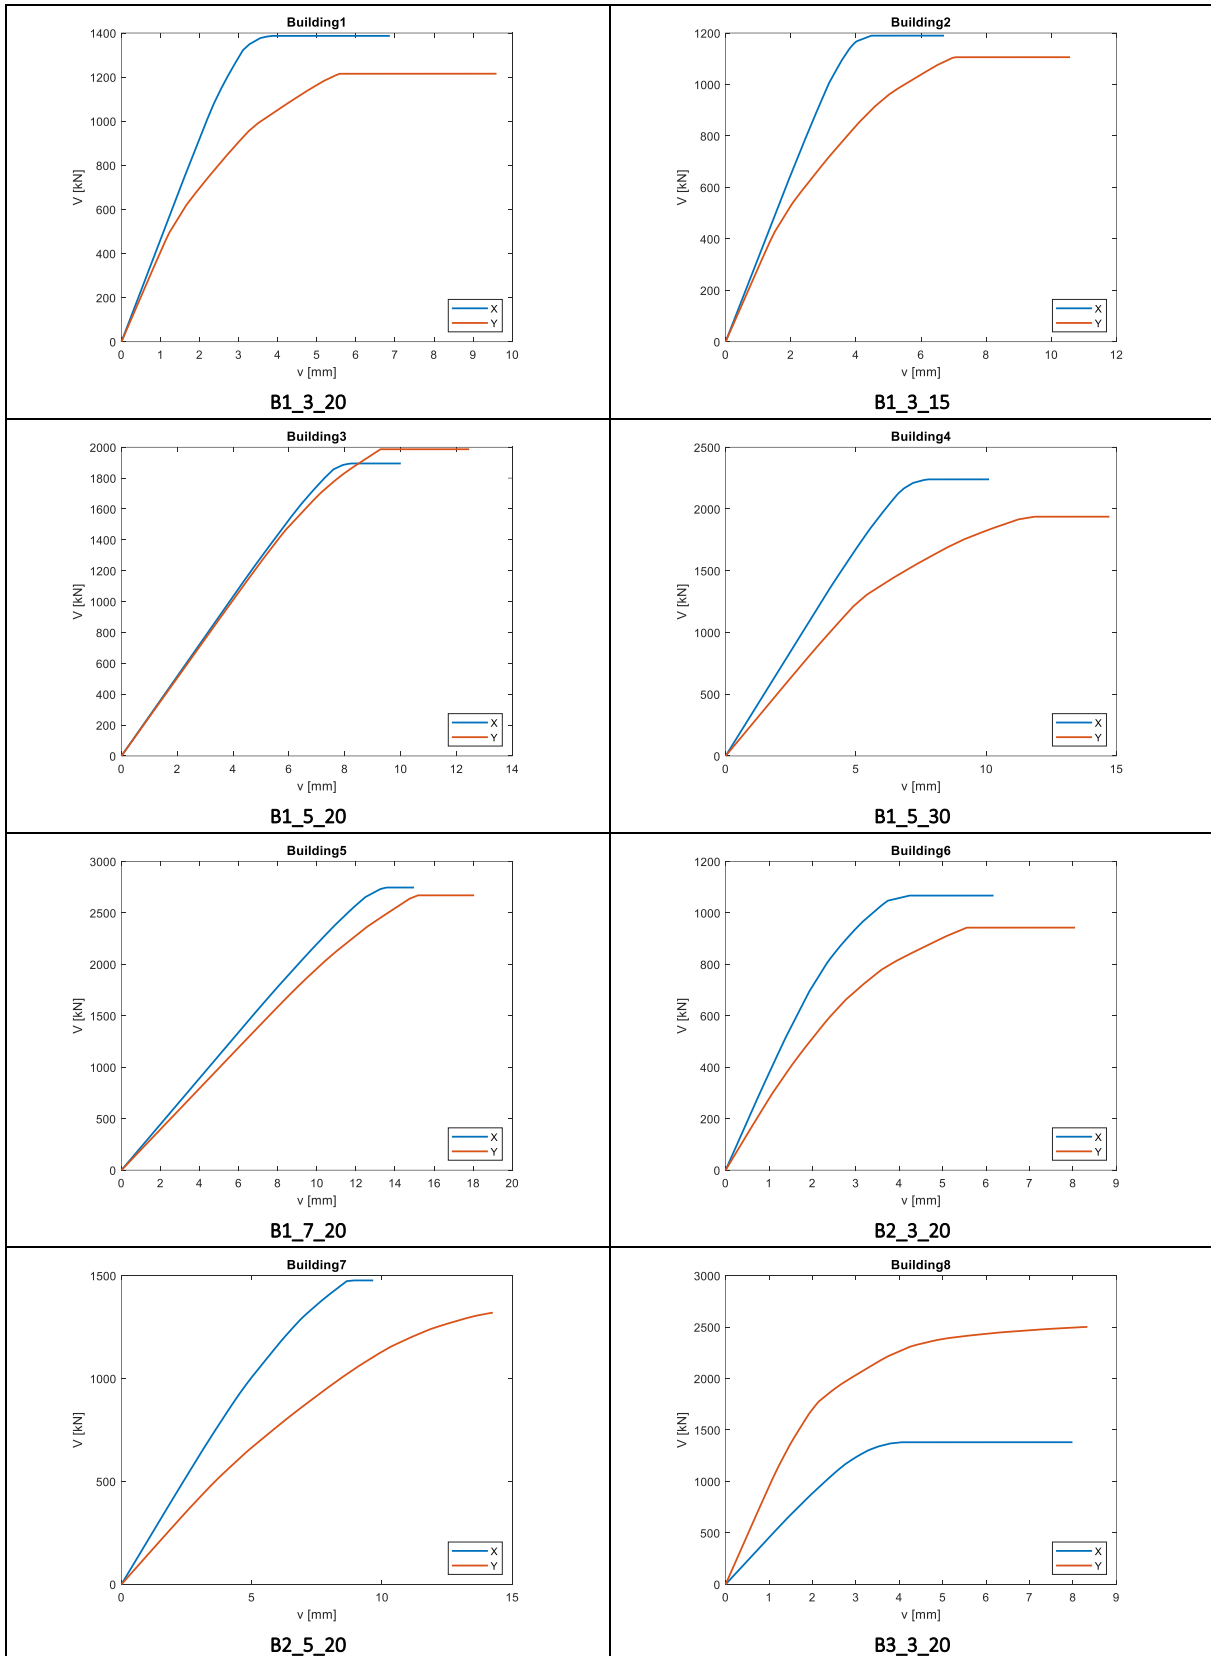 Building1
1400
1200
1000
800
600
400
200
0
V [kN]
0 1 2 3 4 5 6 7 8 9 10
v [mm]
X
Y
B1_3_20
Building2
1200
1000
800
600
400
200
0
V [kN]
0 2 4 6 8 10 12
v [mm]
X
Y
B1_3_15
Building3
2000
1800
1600
1400
1200
1000
800
600
400
200
0
V [kN]
0 2 4 6 8 10 12 14
v [mm]
X
Y
B1_5_20
Building4
2500
2000
1500
1000
500
0
V [kN]
0 5 10 15
v [mm]
X
Y
B1_5_30
Building5
3000
2500
2000
1500
1000
500
0
V [kN]
0 2 4 6 8 10 12 14 16 18 20
v [mm]
X
Y
B1_7_20
Building6
1200
1000
800
600
400
200
0
V [kN]
0 1 2 3 4 5 6 7 8 9
v [mm]
X
Y
B2_3_20
Building7
1500
1000
500
0
V [kN]
0 5 10 15
v [mm]
X
Y
B2_5_20
Building8
3000
2500
2000
1500
1000
500
0
V [kN]
0 1 2 3 4 5 6 7 8 9
v [mm]
X
Y
B3_3_20